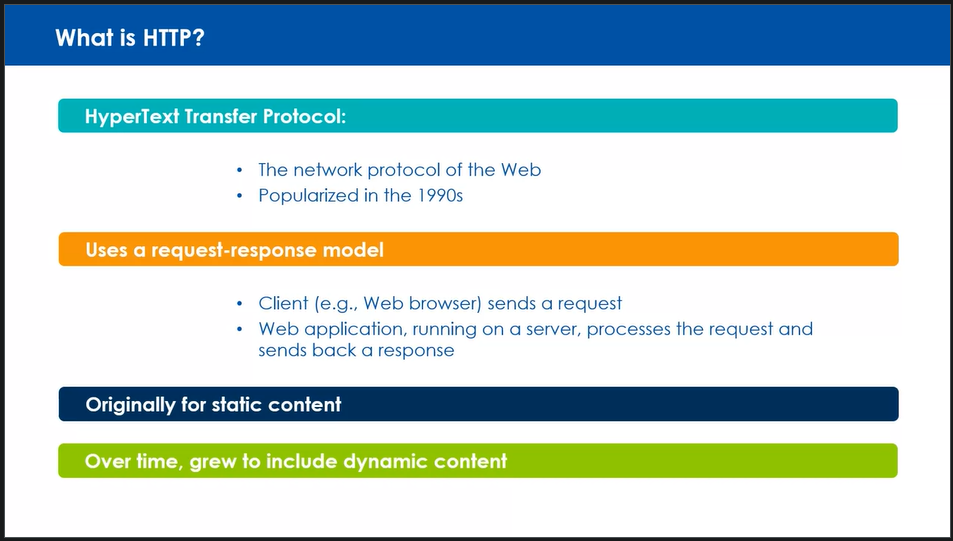 What is HTTP?
HyperText Transfer Protocol:
• The network protocol of the Web
• Popularized in the 1990s
Uses a request-response model
• Client (e.g., Web browser) sends a request
• Web application, running on a server, processes the request and
sends back a response
Originally for static content
Over time, grew to include dynamic content